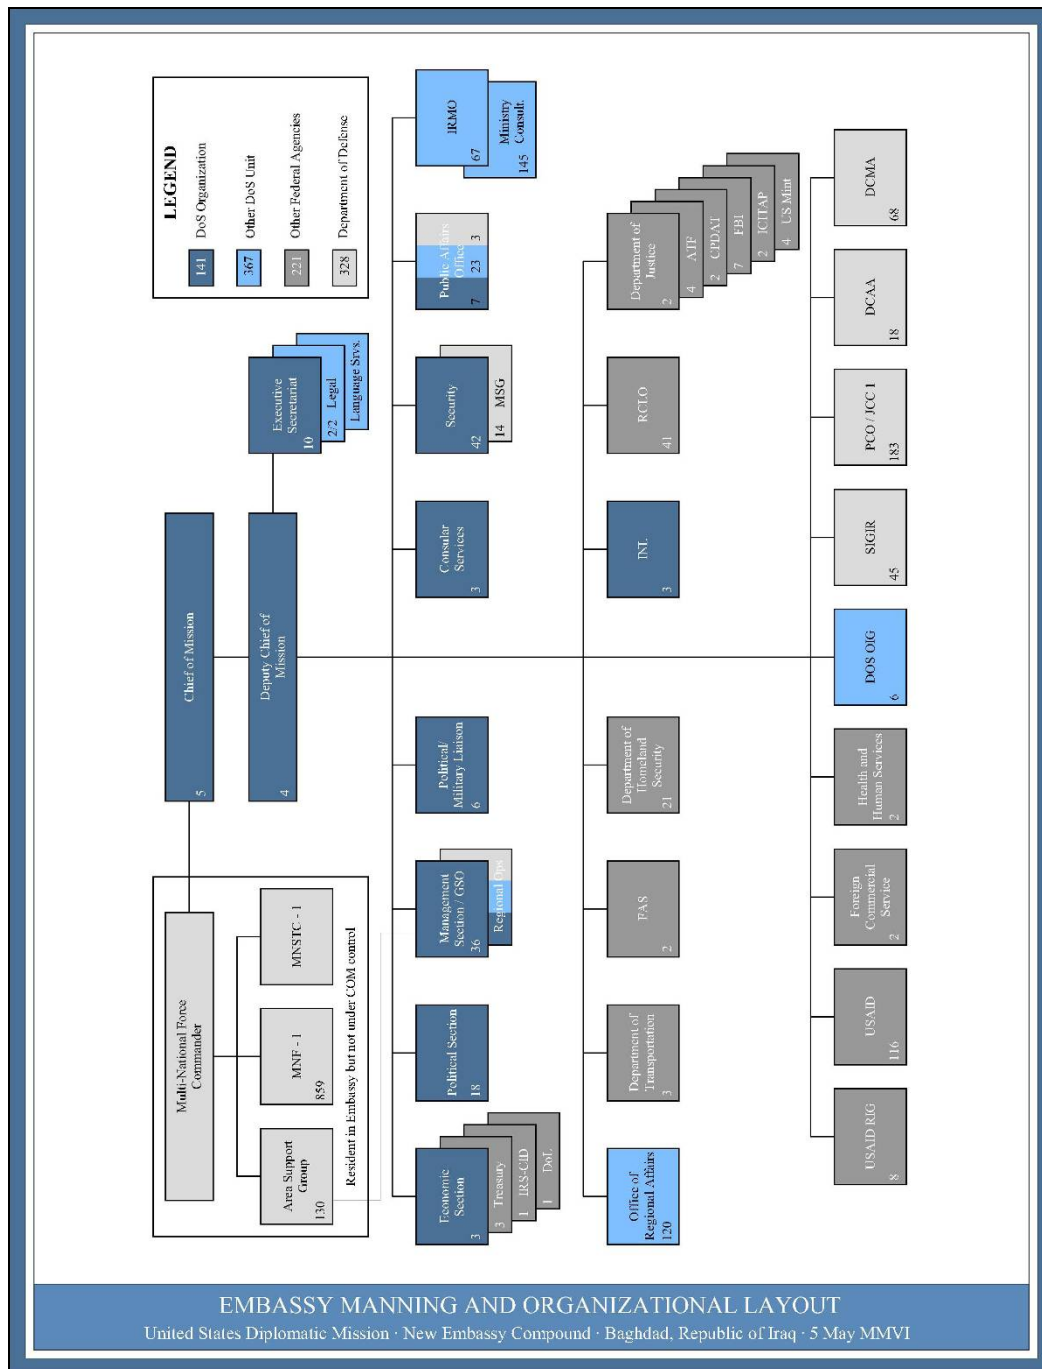 LEGEND
141 DoS Organization
367 Other DoS Unit
221 Other Federal Agencies
328 Department of Defense
Chief of Mission
5
Deputy Chief of
Mission
4
Executive
Secretariat
10
2/2 Legal
Language Srvs.
Multi-National Force
Commander
Area Support
Group
130
MNF - 1
859
MNSTC - 1
Resident in Embassy but not under COM control
Economic
Section
3
3 Treasury
1 IRS-CID
1 DoL
Political Section
18
Management
Section / GSO
36
Regional Ops
Political/
Military Liaison
6
Consular
Services
3
Security
42
14 MSG
Public Affairs
Office
7 23 3
IRMO
67
Ministry
Consult.
145
Office of
Regional Affairs
120
Department of
Transportation
3
FAS
2
Department of
Homeland
Security
21
INL
3
RCLO
41
Department of
Justice
2
4 ATF
2 CPDAT
7 FBI
2 ICITAP
4 US Mint
USAID RIG
8
USAID
116
Foreign
Commercial
Service
2
Health and
Human Services
2
DOS OIG
6
SIGIR
45
PCO / JCC 1
183
DCAA
18
DCMA
68
EMBASSY MANNING AND ORGANIZATIONAL LAYOUT
United States Diplomatic Mission · New Embassy Compound · Baghdad, Republic of Iraq · 5 May MMVI